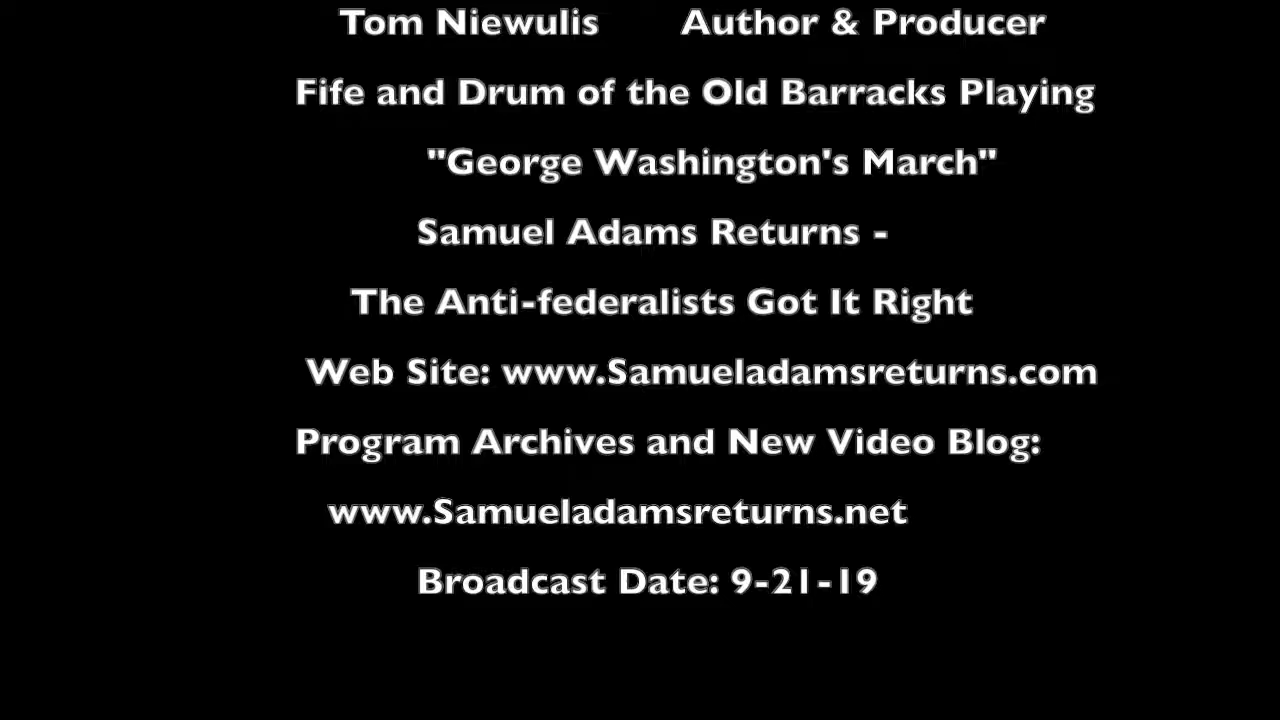 Tom Niewulis Author & Producer
Fife and Drum of the Old Barracks Playing
"George Washington's March"
Samuel Adams Returns -
The Anti-federalists Got It Right
Web Site: www.Samueladamsreturns.com
Program Archives and New Video Blog:
www.Samueladamsreturns.net
Broadcast Date: 9-21-19